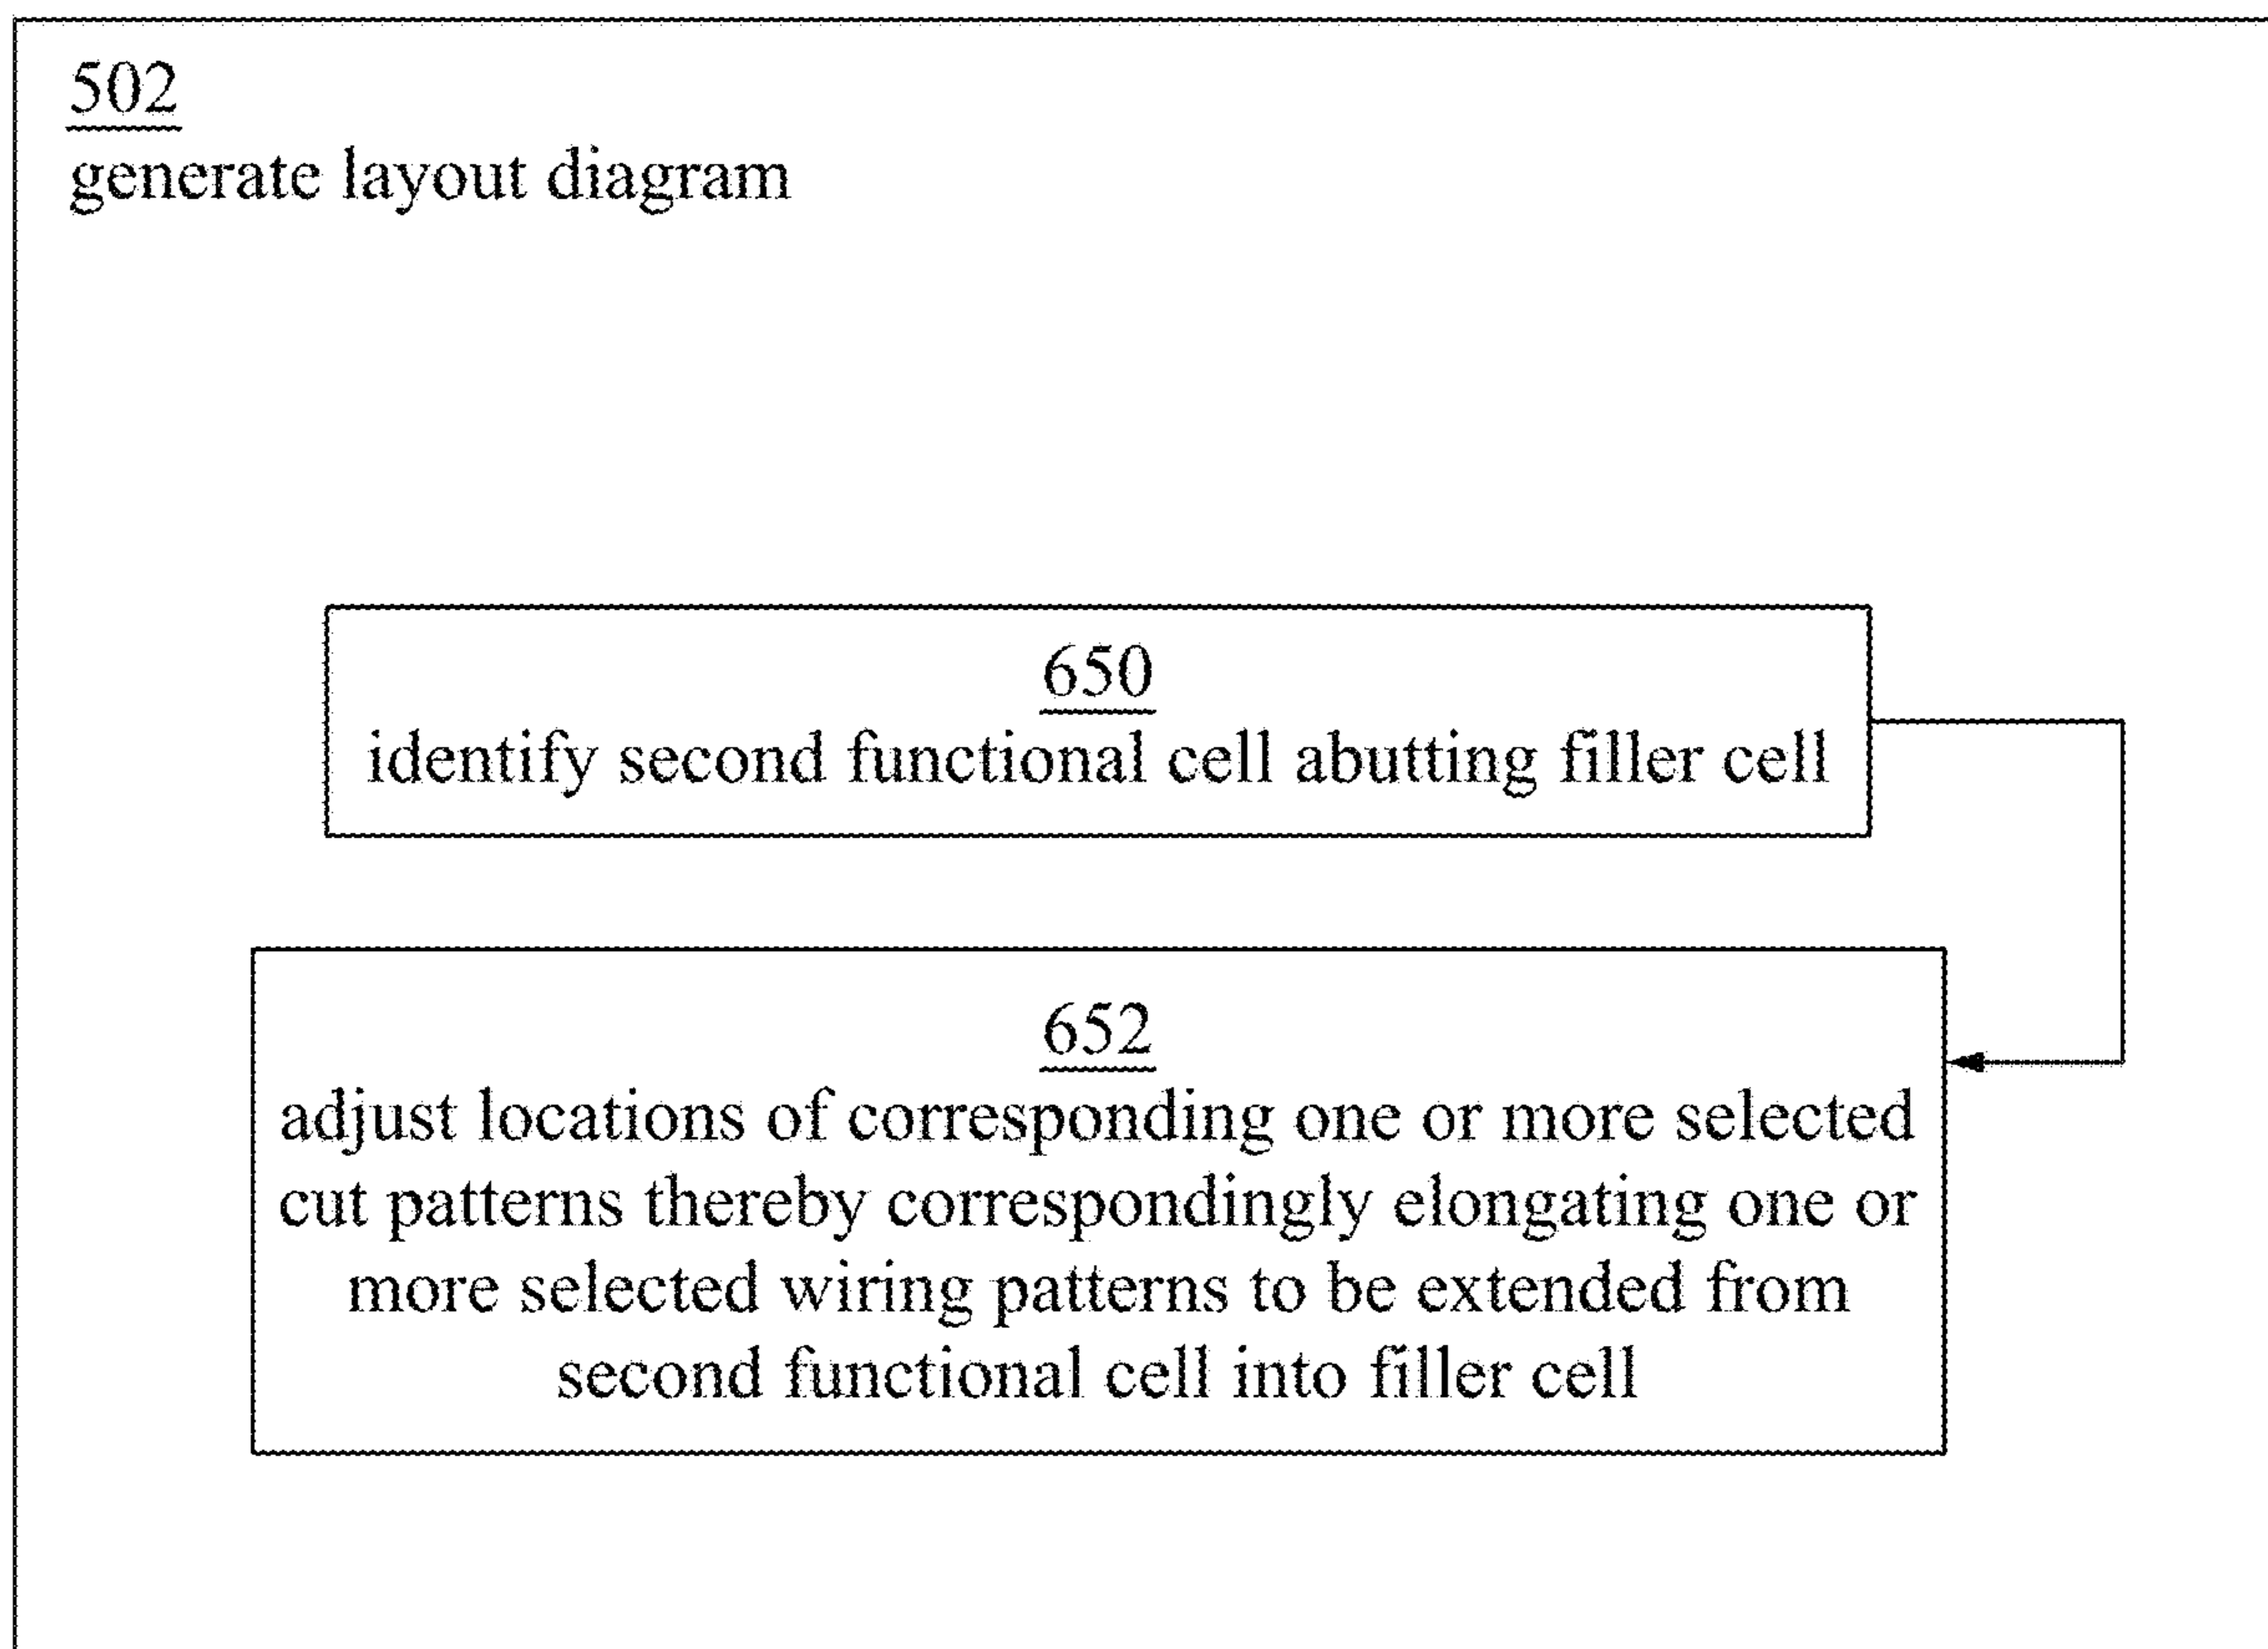 502
generate layout diagram
650
identify second functional cell abutting filler cell
652
adjust locations of corresponding one or more selected
cut patterns thereby correspondingly elongating one or
more selected wiring patterns to be extended from
second functional cell into filler cell